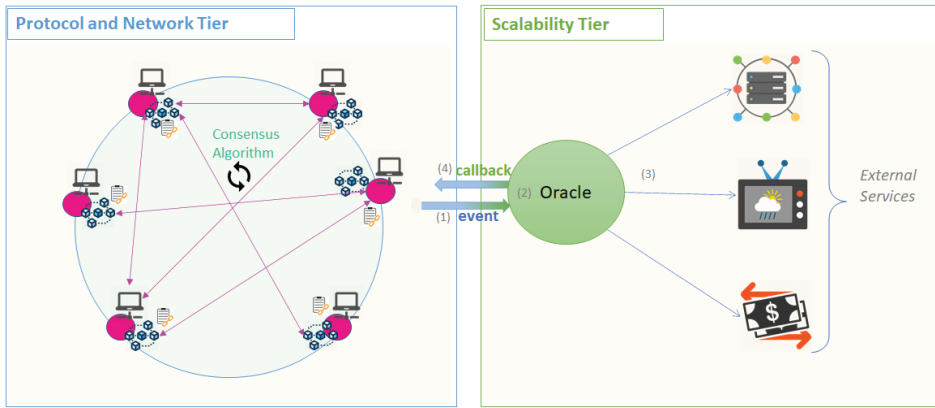 Protocol and Network Tier
Scalability Tier
Consensus
Algorithm
(4) callback
(2) Oracle
(1) event
(3)
External
Services
$